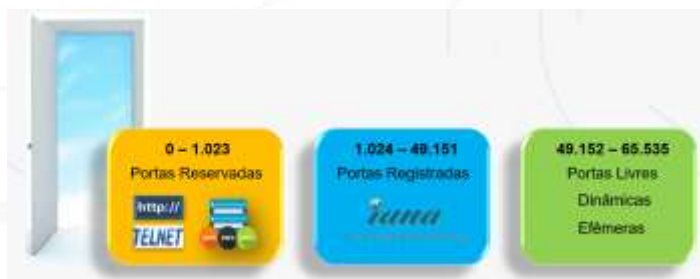 0 – 1.023
Portas Reservadas
http://
TELNET
1.024 – 49.151
Portas Registradas
iana
49.152 – 65.535
Portas Livres
Dinâmicas
Efêmeras